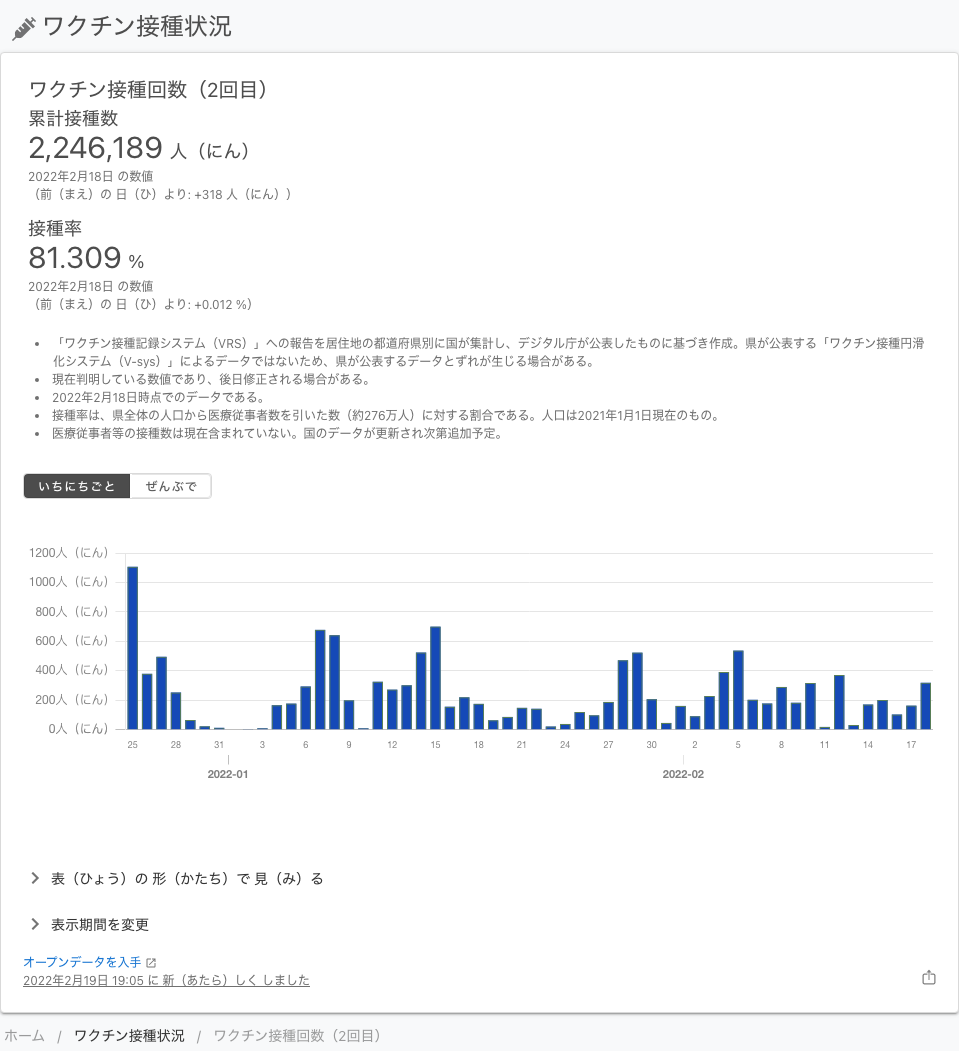 ワクチン接種状況
ワクチン接種回数（2回目）
累計接種数
2,246,189 人（にん）
2022年2月18日 の数値
（前（まえ）の 日（ひ）より: +318 人（にん））
接種率
81.309 %
2022年2月18日 の数値
（前（まえ）の 日（ひ）より: +0.012 %）
• 「ワクチン接種記録システム（VRS）」への報告を居住地の都道府県別に国が集計し、デジタル庁が公表したものに基づき作成。県が公表する「ワクチン接種円滑
化システム（V-sys）」によるデータではないため、県が公表するデータとずれが生じる場合がある。
• 現在判明している数値であり、後日修正される場合がある。
• 2022年2月18日時点でのデータである。
• 接種率は、県全体の人口から医療従事者数を引いた数（約276万人）に対する割合である。人口は2021年1月1日現在のもの。
• 医療従事者等の接種数は現在含まれていない。国のデータが更新され次第追加予定。
いちにちごと ぜんぶで
1200人（にん）
1000人（にん）
800人（にん）
600人（にん）
400人（にん）
200人（にん）
0人（にん）
25 28 31 3 6 9 12 15 18 21 24 27 30 2 5 8 11 14 17
2022-01 2022-02
表（ひょう）の 形（かたち）で 見（み）る
表示期間を変更
オープンデータを入手
2022年2月19日 19:05 に 新（あたら）しく しました
ホーム / ワクチン接種状況 / ワクチン接種回数（2回目）